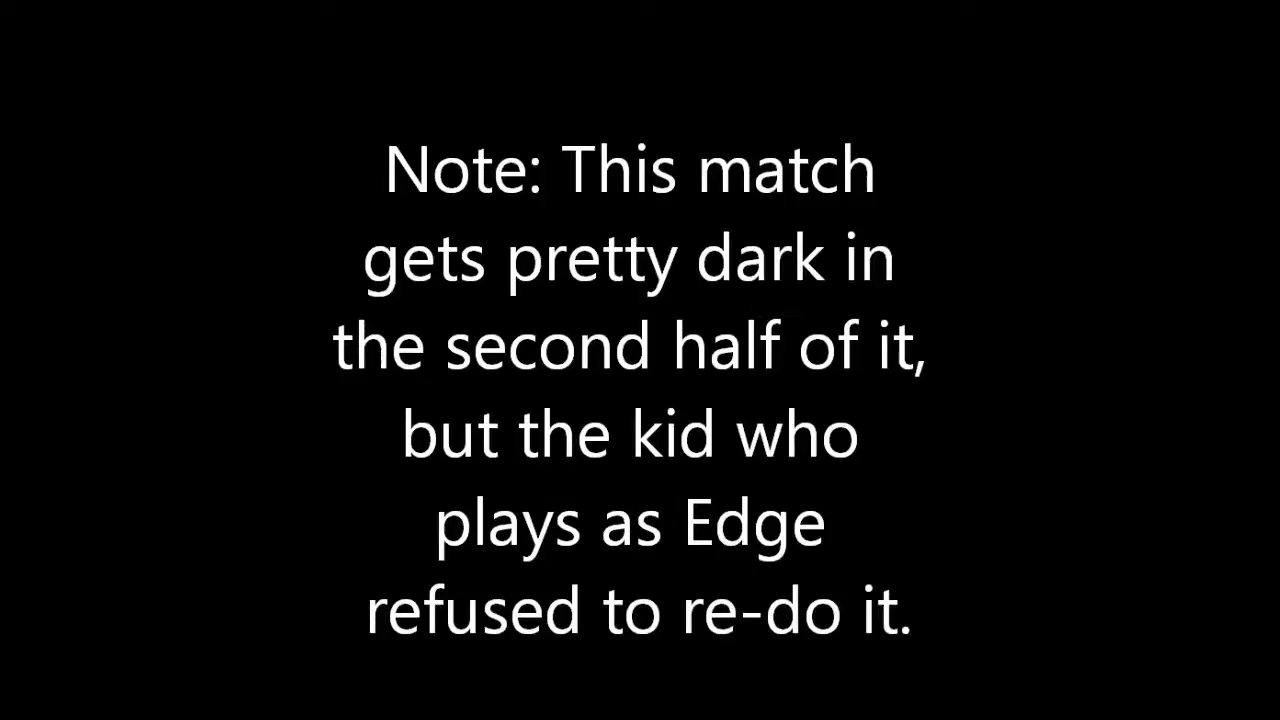 Note: This match
gets pretty dark in
the second half of it,
but the kid who
plays as Edge
refused to re-do it.